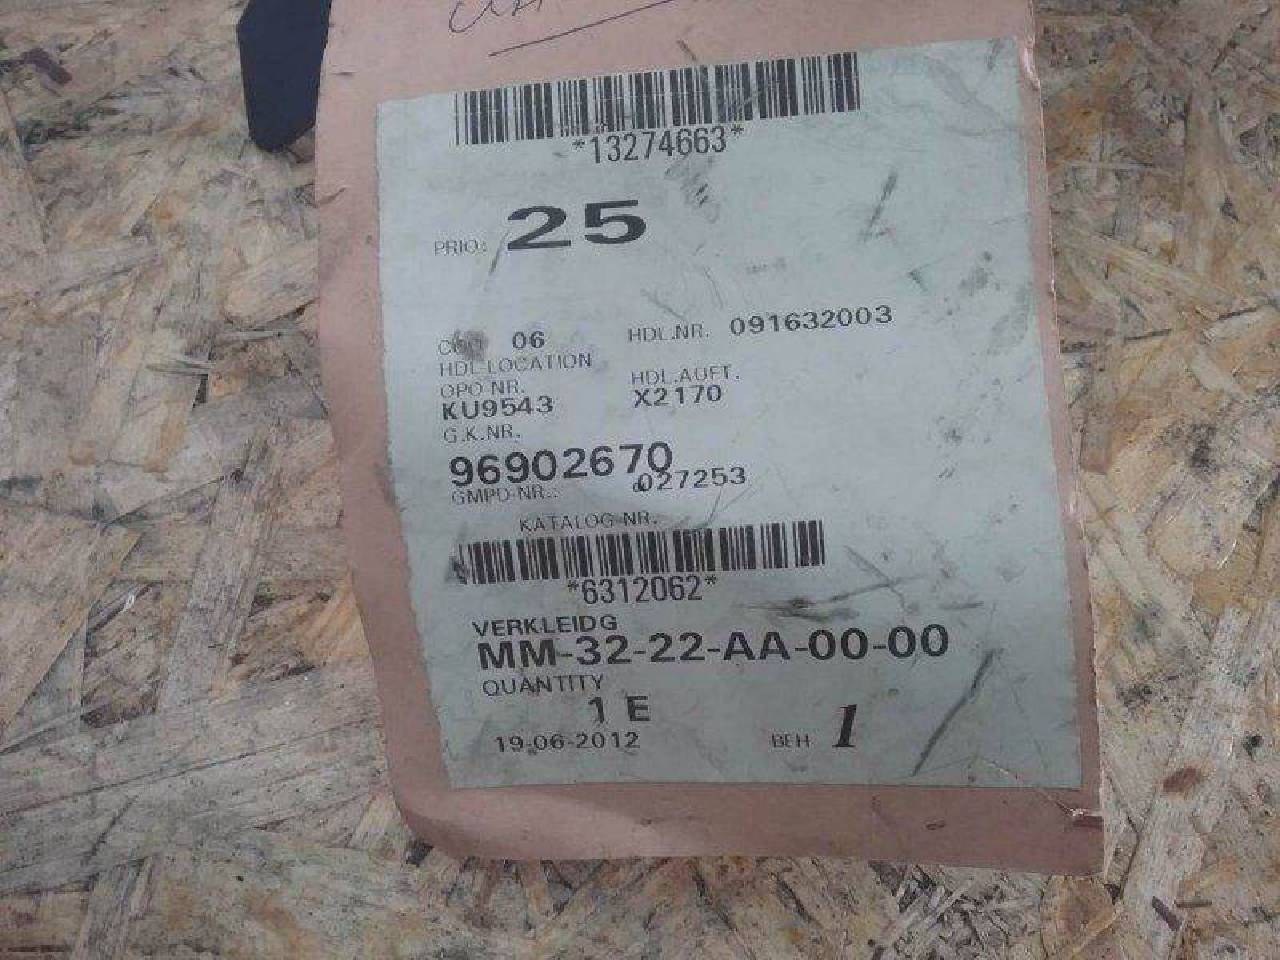 *13274663*
PRIO: 25
06 HDL.NR. 091632003
HDL-LOCATION
OPO NR. HDL.AUFT.
KU9543 X2170
G.K.NR.
96902670
GMPD-NR.: 027253
KATALOG-NR.
*6312062*
VERKLEIDG
MM-32-22-AA-00-00
QUANTITY
1 E
19-06-2012 BEH 1